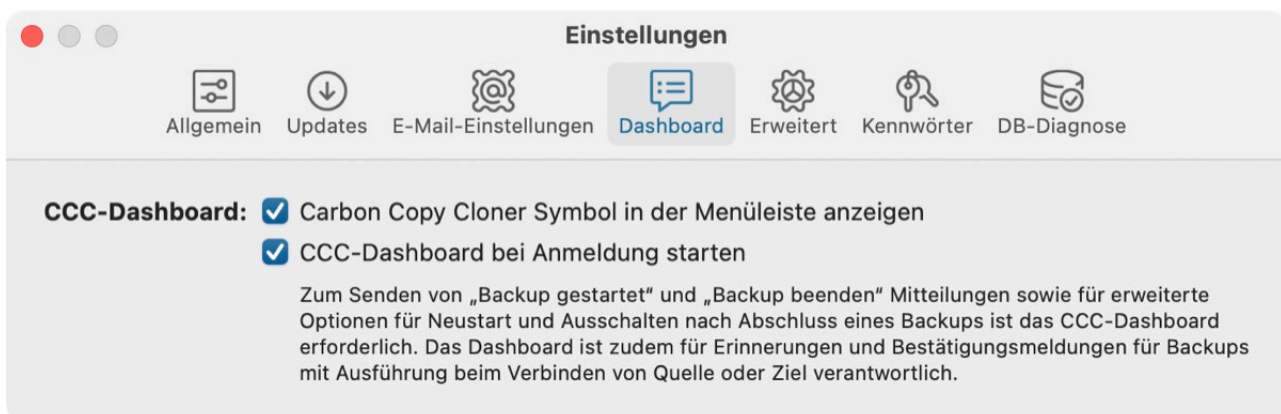 Einstellungen
Allgemein Updates E-Mail-Einstellungen Dashboard Erweitert Kennwörter DB-Diagnose
CCC-Dashboard: Carbon Copy Cloner Symbol in der Menüleiste anzeigen
CCC-Dashboard bei Anmeldung starten
Zum Senden von „Backup gestartet“ und „Backup beenden“ Mitteilungen sowie für erweiterte
Optionen für Neustart und Ausschalten nach Abschluss eines Backups ist das CCC-Dashboard
erforderlich. Das Dashboard ist zudem für Erinnerungen und Bestätigungsmeldungen für Backups
mit Ausführung beim Verbinden von Quelle oder Ziel verantwortlich.